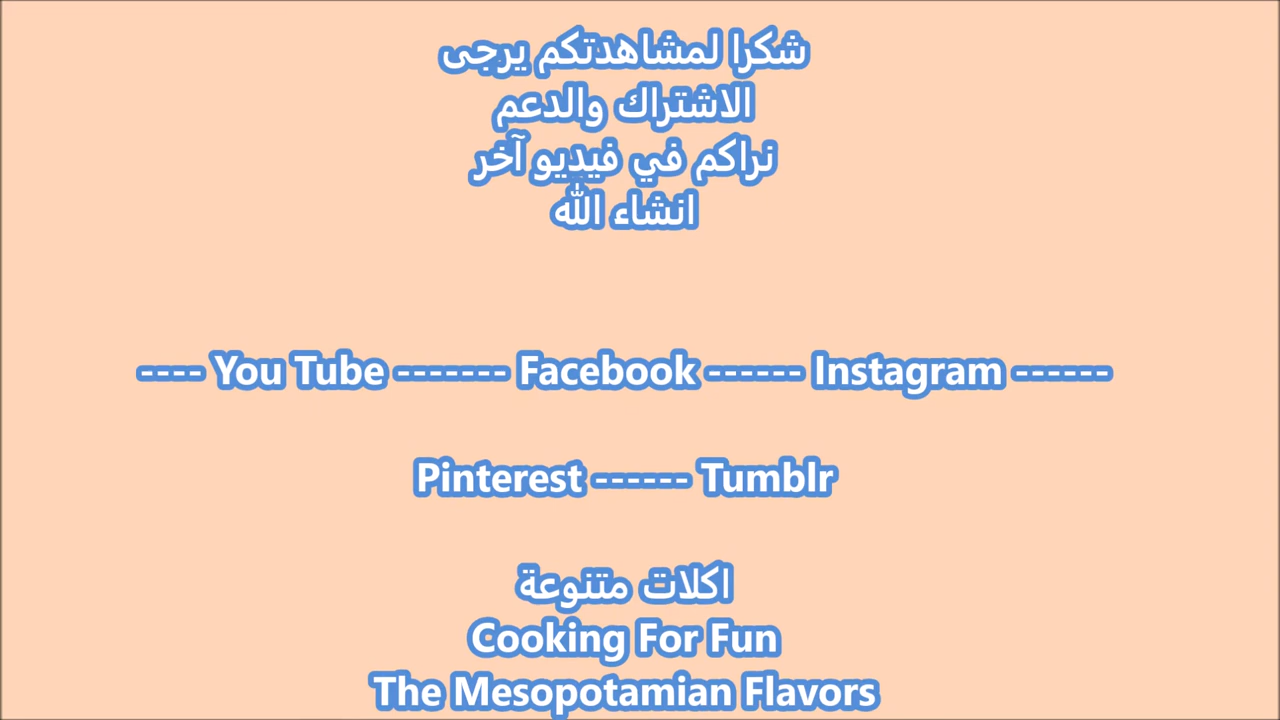 شكرا لمشاهدتكم يرجى
الاشتراك والدعم
نراكم في فيديو آخر
انشاء الله
---- You Tube ------- Facebook ------ Instagram ------
Pinterest ------ Tumblr
اكلات متنوعة
Cooking For Fun
The Mesopotamian Flavors